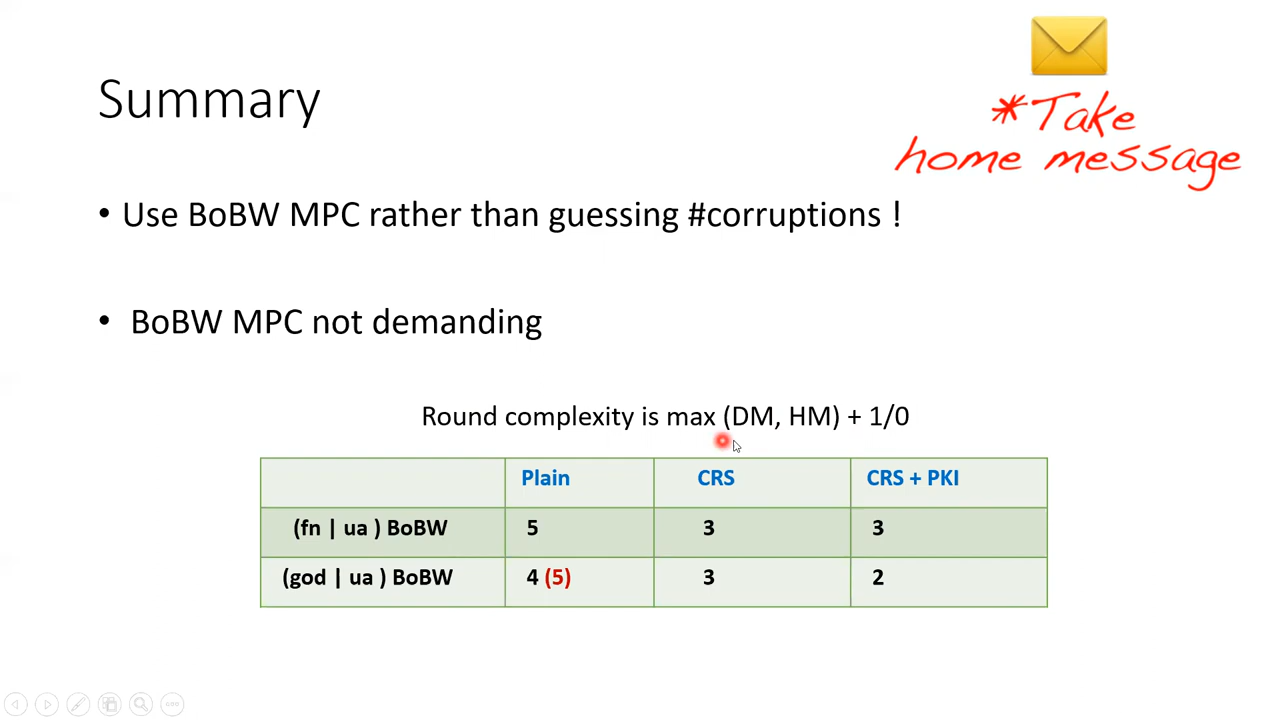 Summary
*Take
home message
• Use BoBW MPC rather than guessing #corruptions !
• BoBW MPC not demanding
Round complexity is max (DM, HM) + 1/0
Plain CRS CRS + PKI
(fn | ua ) BoBW 5 3 3
(god | ua ) BoBW 4 (5) 3 2